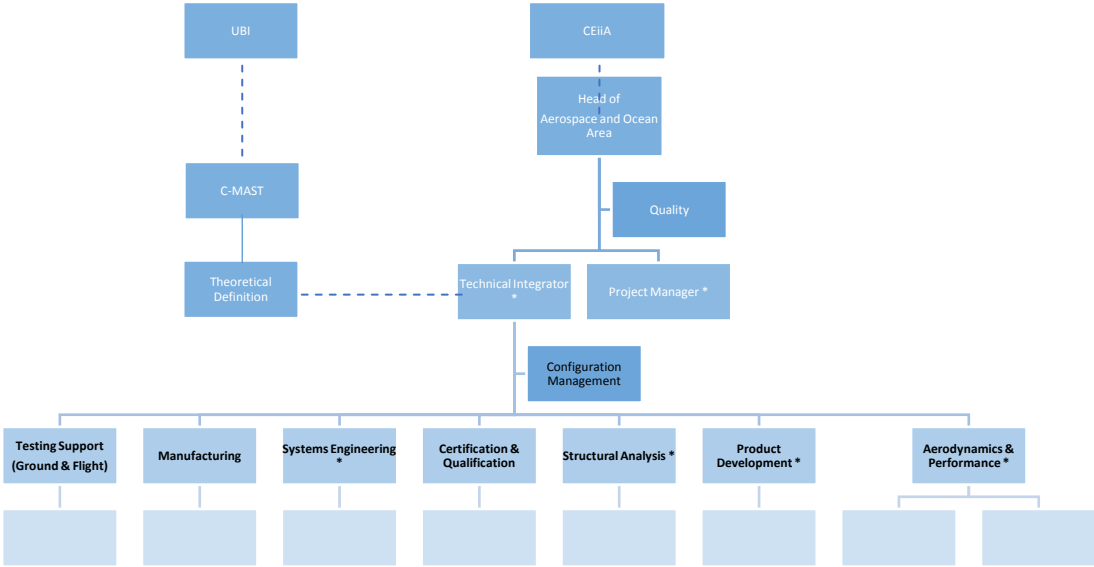 UBI
CEiiA
Head of
Aerospace and Ocean
Area
C-MAST
Quality
Theoretical
Definition
Technical Integrator
*
Project Manager *
Configuration
Management
Testing Support
(Ground & Flight)
Manufacturing
Systems Engineering
*
Certification &
Qualification
Structural Analysis *
Product
Development *
Aerodynamics &
Performance *